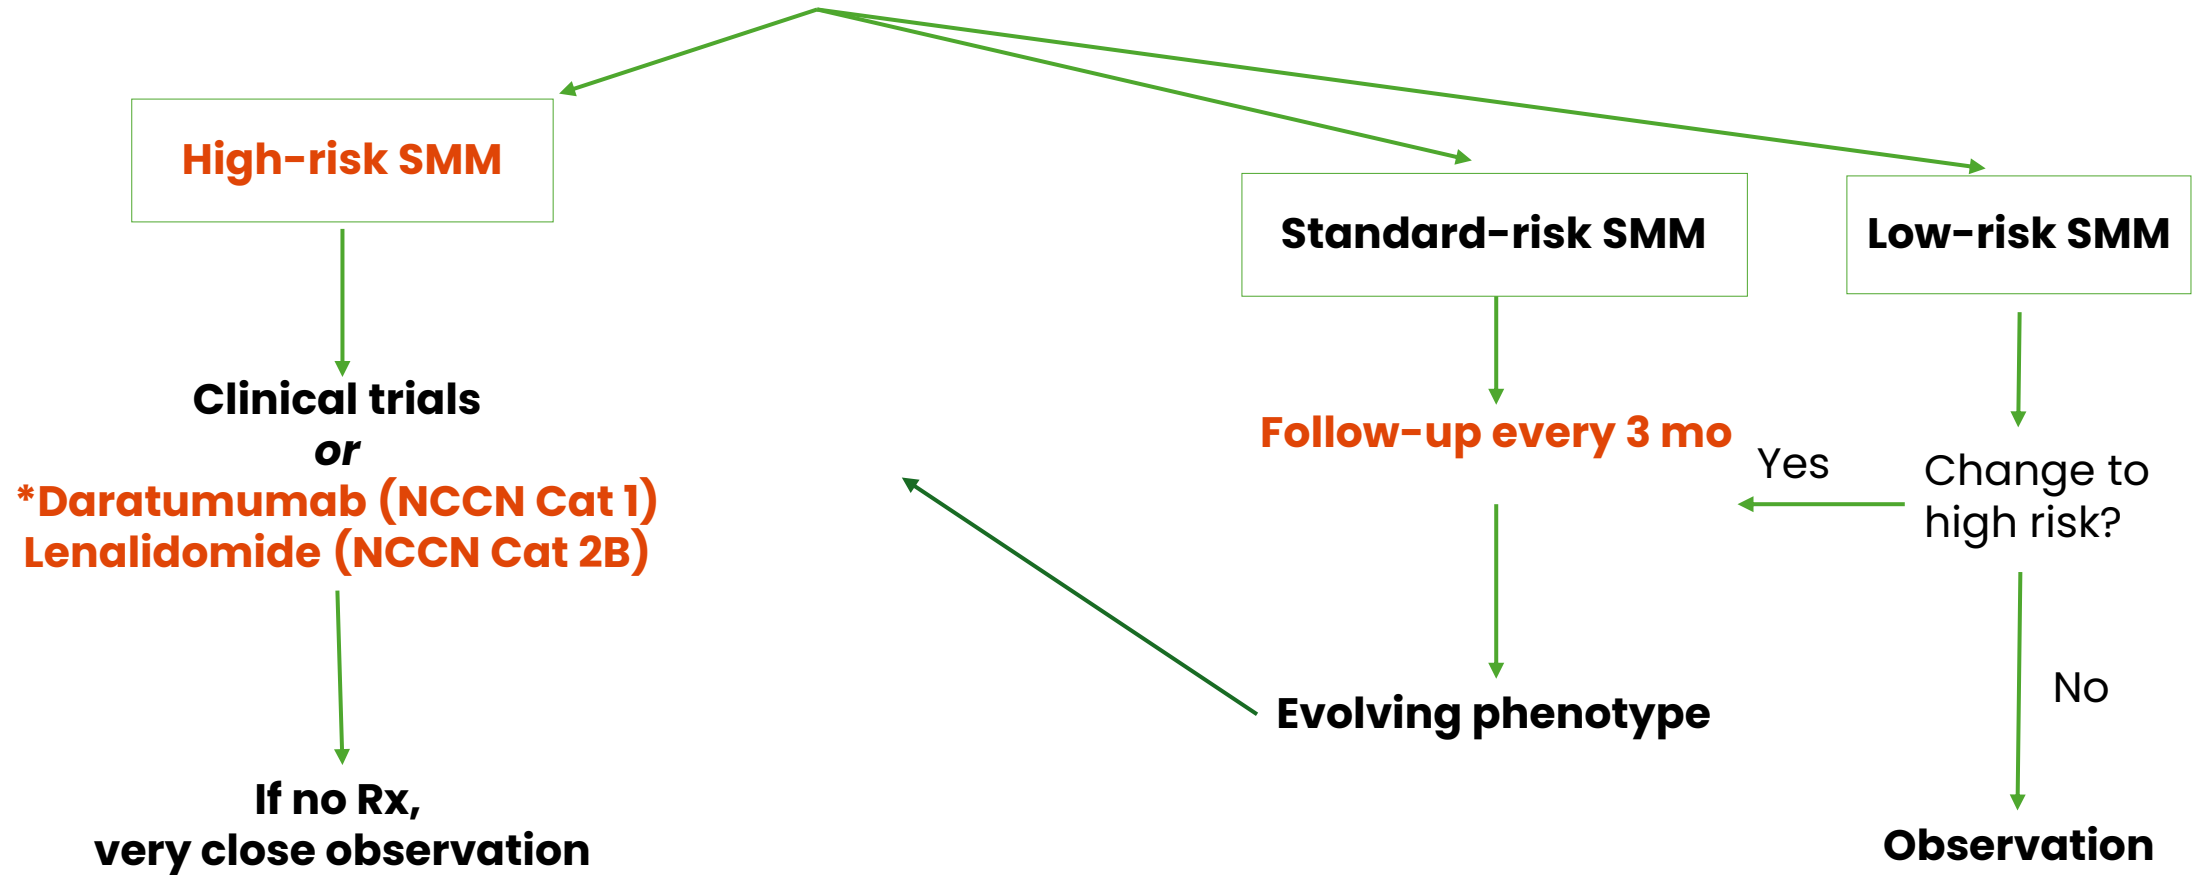 High-risk SMM
Standard-risk SMM
Low-risk SMM
Clinical trials
or
*Daratumumab (NCCN Cat 1)
Lenalidomide (NCCN Cat 2B)
If no Rx,
very close observation
Follow-up every 3 mo
Evolving phenotype
Yes
Change to
high risk?
No
Observation